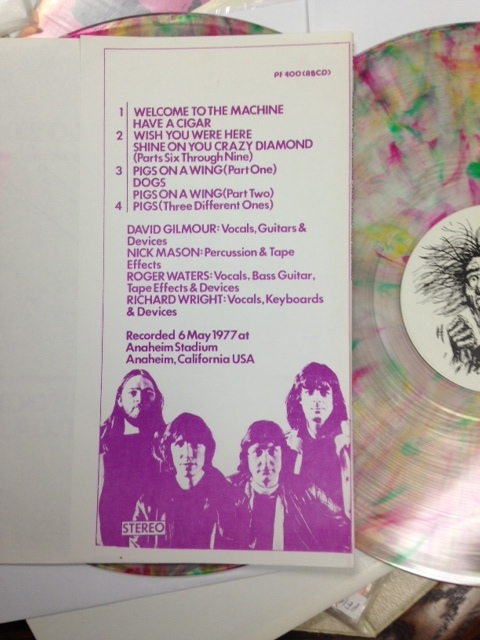 PF 400 (ABCD)
1 WELCOME TO THE MACHINE
HAVE A CIGAR
2 WISH YOU WERE HERE
SHINE ON YOU CRAZY DIAMOND
(Parts Six Through Nine)
3 PIGS ON A WING (Part One)
DOGS
PIGS ON A WING (Part Two)
4 PIGS (Three Different Ones)
DAVID GILMOUR: Vocals, Guitars &
Devices
NICK MASON: Percussion & Tape
Effects
ROGER WATERS: Vocals, Bass Guitar,
Tape Effects & Devices
RICHARD WRIGHT: Vocals, Keyboards
& Devices
Recorded 6 May 1977 at
Anaheim Stadium
Anaheim, California USA
STEREO